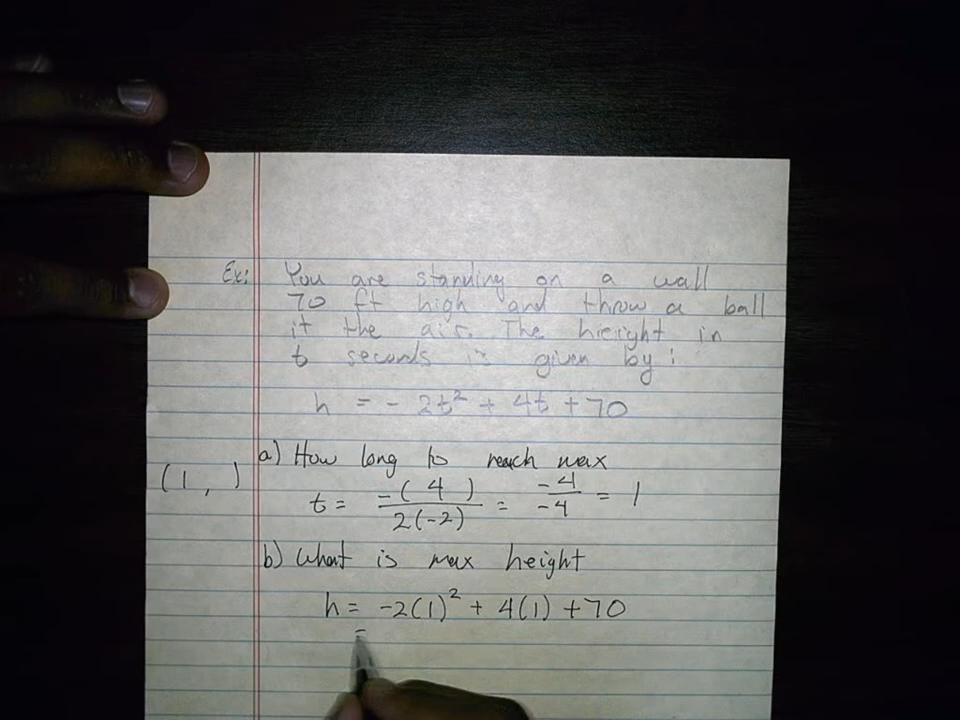 Ex: You are standing on a wall
70 ft high and throw a ball
it the air. The hieight in
t seconds is given by:
h = - 2t² + 4t + 70
a) How long to reach max
(1, )
t = -(4) / 2(-2) = -4 / -4 = 1
b) What is max height
h = -2(1)² + 4(1) + 70
=